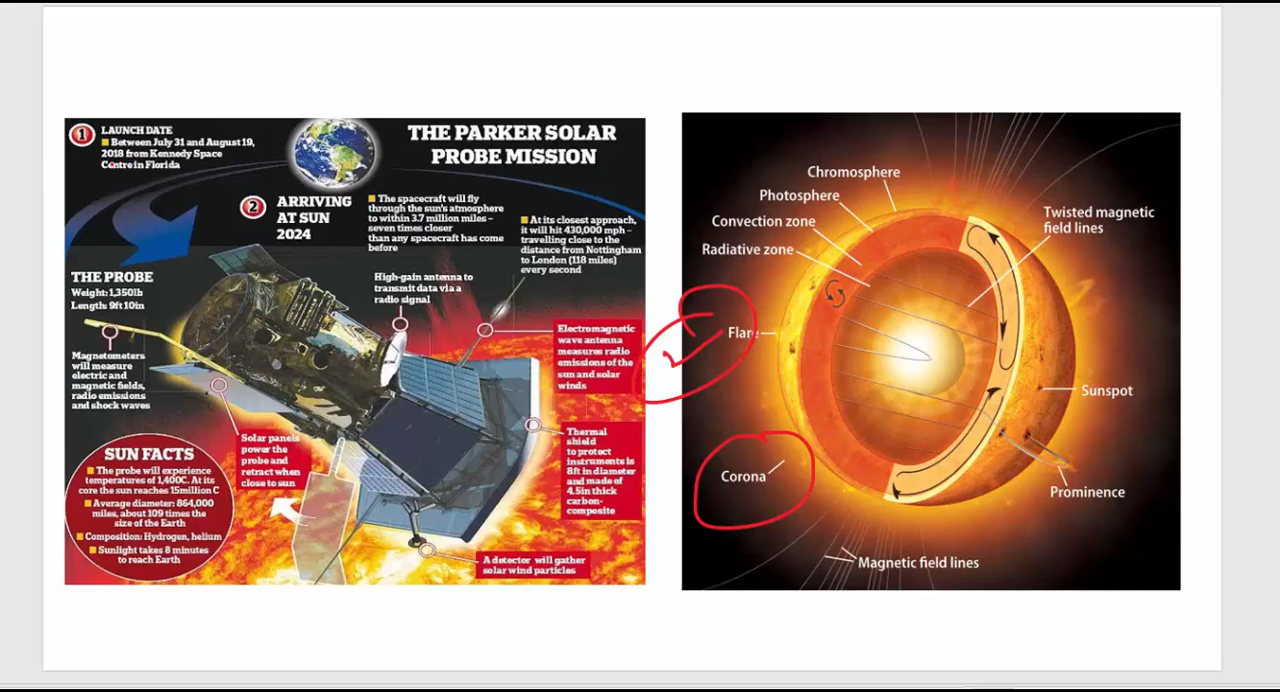 1
LAUNCH DATE
Between July 31 and August 19,
2018 from Kennedy Space
Centre in Florida
THE PARKER SOLAR
PROBE MISSION
2
ARRIVING
AT SUN
2024
The spacecraft will fly
through the sun's atmosphere
to within 3.7 million miles –
seven times closer
than any spacecraft has come
before
At its closest approach,
it will hit 430,000 mph –
travelling close to the
distance from Nottingham
to London (118 miles)
every second
THE PROBE
Weight: 1,350lb
Length: 9ft 10in
High-gain antenna to
transmit data via a
radio signal
Electromagnetic
wave antenna
measures radio
emissions of the
sun and solar
winds
Magnetometers
will measure
electric and
magnetic fields,
radio emissions
and shock waves
Solar panels
power the
probe and
retract when
close to sun
Thermal
shield
to protect
instruments is
8ft in diameter
and made of
4.5in thick
carbon-
composite
SUN FACTS
The probe will experience
temperatures of 1,400C. At its
core the sun reaches 15million C
Average diameter: 864,000
miles, about 109 times the
size of the Earth
Composition: Hydrogen, helium
Sunlight takes 8 minutes
to reach Earth
A detector will gather
solar wind particles
Chromosphere
Photosphere
Convection zone
Radiative zone
Twisted magnetic
field lines
Flare
Sunspot
Corona
Prominence
Magnetic field lines